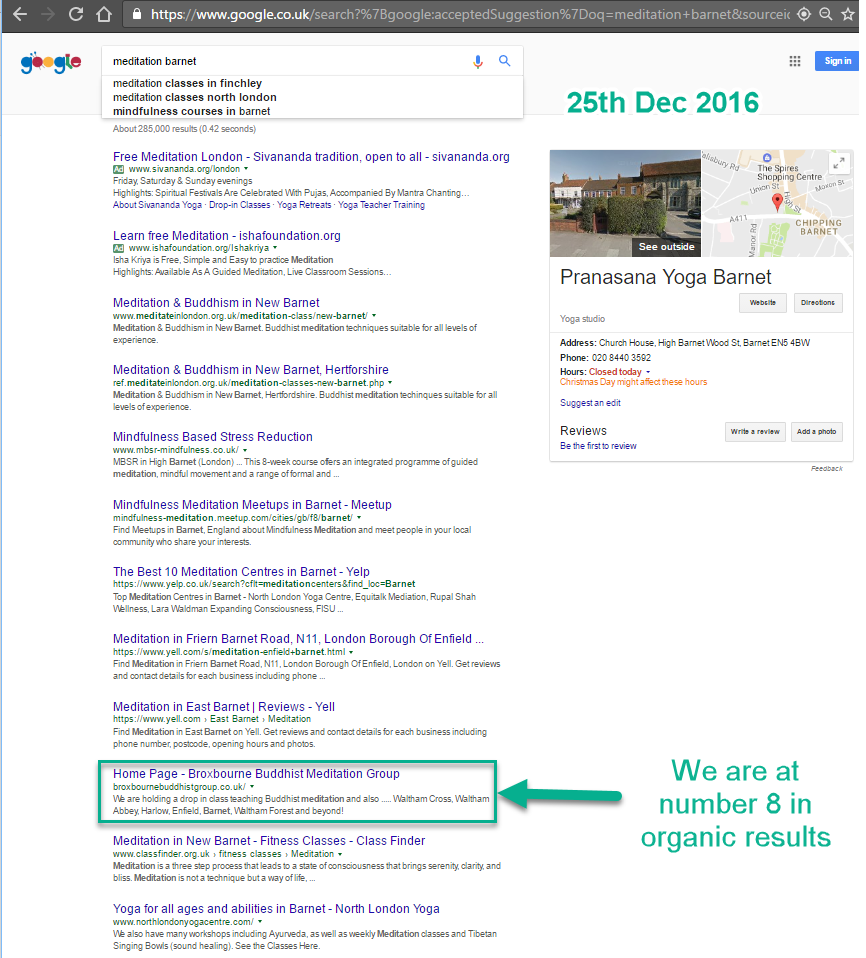 https://www.google.co.uk/search?%7Bgoogle:acceptedSuggestion%7Doq=meditation+barnet&sourceid
google
meditation barnet
Sign in
meditation classes in finchley
meditation classes north london
mindfulness courses in barnet
25th Dec 2016
About 285,000 results (0.42 seconds)
Free Meditation London - Sivananda tradition, open to all - sivananda.org
Ad www.sivananda.org/london
Friday, Saturday & Sunday evenings
Highlights: Spiritual Festivals Are Celebrated With Pujas, Accompanied By Mantra Chanting…
About Sivananda Yoga · Drop-in Classes · Yoga Retreats · Yoga Teacher Training
Learn free Meditation - ishafoundation.org
Ad www.ishafoundation.org/Ishakriya
Isha Kriya is Free, Simple and Easy to practice Meditation
Highlights: Available As A Guided Meditation, Live Classroom Sessions…
Meditation & Buddhism in New Barnet
www.meditateinlondon.org.uk/meditation-class/new-barnet/
Meditation & Buddhism in New Barnet. Buddhist meditation techniques suitable for all levels of
experience.
Meditation & Buddhism in New Barnet, Hertforshire
ref.meditateinlondon.org.uk/meditation-classes-new-barnet.php
Meditation & Buddhism in New Barnet, Hertfordshire. Buddhist meditation techinques suitable for all
levels of experience.
Mindfulness Based Stress Reduction
www.mbsr-mindfulness.co.uk/
MBSR in High Barnet (London) ... This 8-week course offers an integrated programme of guided
meditation, mindful movement and a range of formal and ...
Mindfulness Meditation Meetups in Barnet - Meetup
mindfulness-meditation.meetup.com/cities/gb/f8/barnet/
Find Meetups in Barnet, England about Mindfulness Meditation and meet people in your local
community who share your interests.
The Best 10 Meditation Centres in Barnet - Yelp
https://www.yelp.co.uk/search?cflt=meditationcenters&find_loc=Barnet
Top Meditation Centres in Barnet - North London Yoga Centre, Equitalk Mediation, Rupal Shah
Wellness, Lara Waldman Expanding Consciousness, FISU ...
Meditation in Friern Barnet Road, N11, London Borough Of Enfield ...
https://www.yell.com/s/meditation-enfield+barnet.html
Find Meditation in Friern Barnet Road, N11, London Borough Of Enfield, London on Yell. Get reviews
and contact details for each business including phone ...
Meditation in East Barnet | Reviews - Yell
https://www.yell.com › East Barnet › Meditation
Find Meditation in East Barnet on Yell. Get reviews and contact details for each business including
phone number, postcode, opening hours and photos.
Home Page - Broxbourne Buddhist Meditation Group
broxbournebuddhistgroup.co.uk/
We are holding a drop in class teaching Buddhist meditation and also ..... Waltham Cross, Waltham
Abbey, Harlow, Enfield, Barnet, Waltham Forest and beyond!
Meditation in New Barnet - Fitness Classes - Class Finder
www.classfinder.org.uk › fitness classes › Meditation
Meditation is a three step process that leads to a state of consciousness that brings serenity, clarity, and
bliss. Meditation is not a technique but a way of life, ...
Yoga for all ages and abilities in Barnet - North London Yoga
www.northlondonyogacentre.com/
We also have many workshops including Ayurveda, as well as weekly Meditation classes and Tibetan
Singing Bowls (sound healing). See the Classes Here.
See outside
Salisbury Rd
The Spires
Shopping Centre
Union St
Moxon St
High St
A411
CHIPPING
BARNET
Manor Rd
Pranasana Yoga Barnet
Website
Directions
Yoga studio
Address: Church House, High Barnet Wood St, Barnet EN5 4BW
Phone: 020 8440 3592
Hours: Closed today
Christmas Day might affect these hours
Suggest an edit
Reviews
Write a review
Add a photo
Be the first to review
Feedback
We are at
number 8 in
organic results